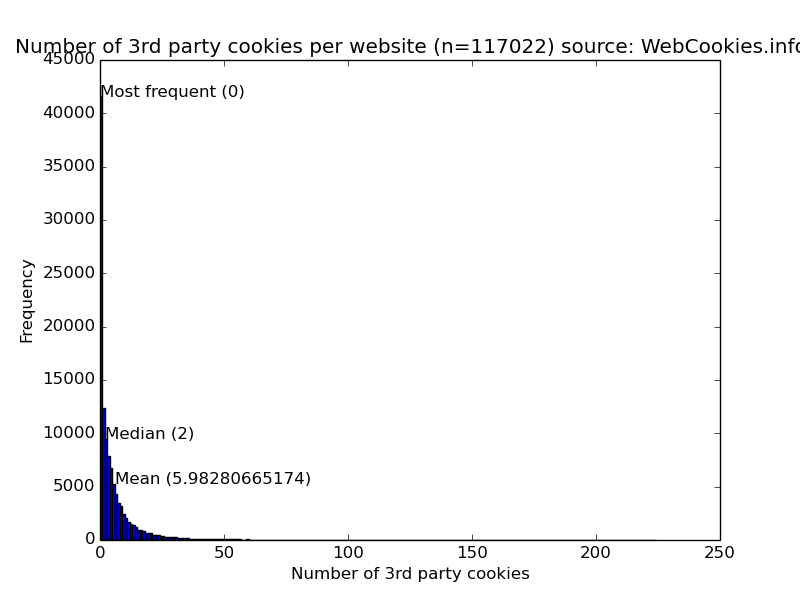 Number of 3rd party cookies per website (n=117022) source: WebCookies.info
45000
Most frequent (0)
40000
35000
30000
25000
Frequency
20000
15000
10000
Median (2)
5000
Mean (5.98280665174)
0
0 50 100 150 200 250
Number of 3rd party cookies